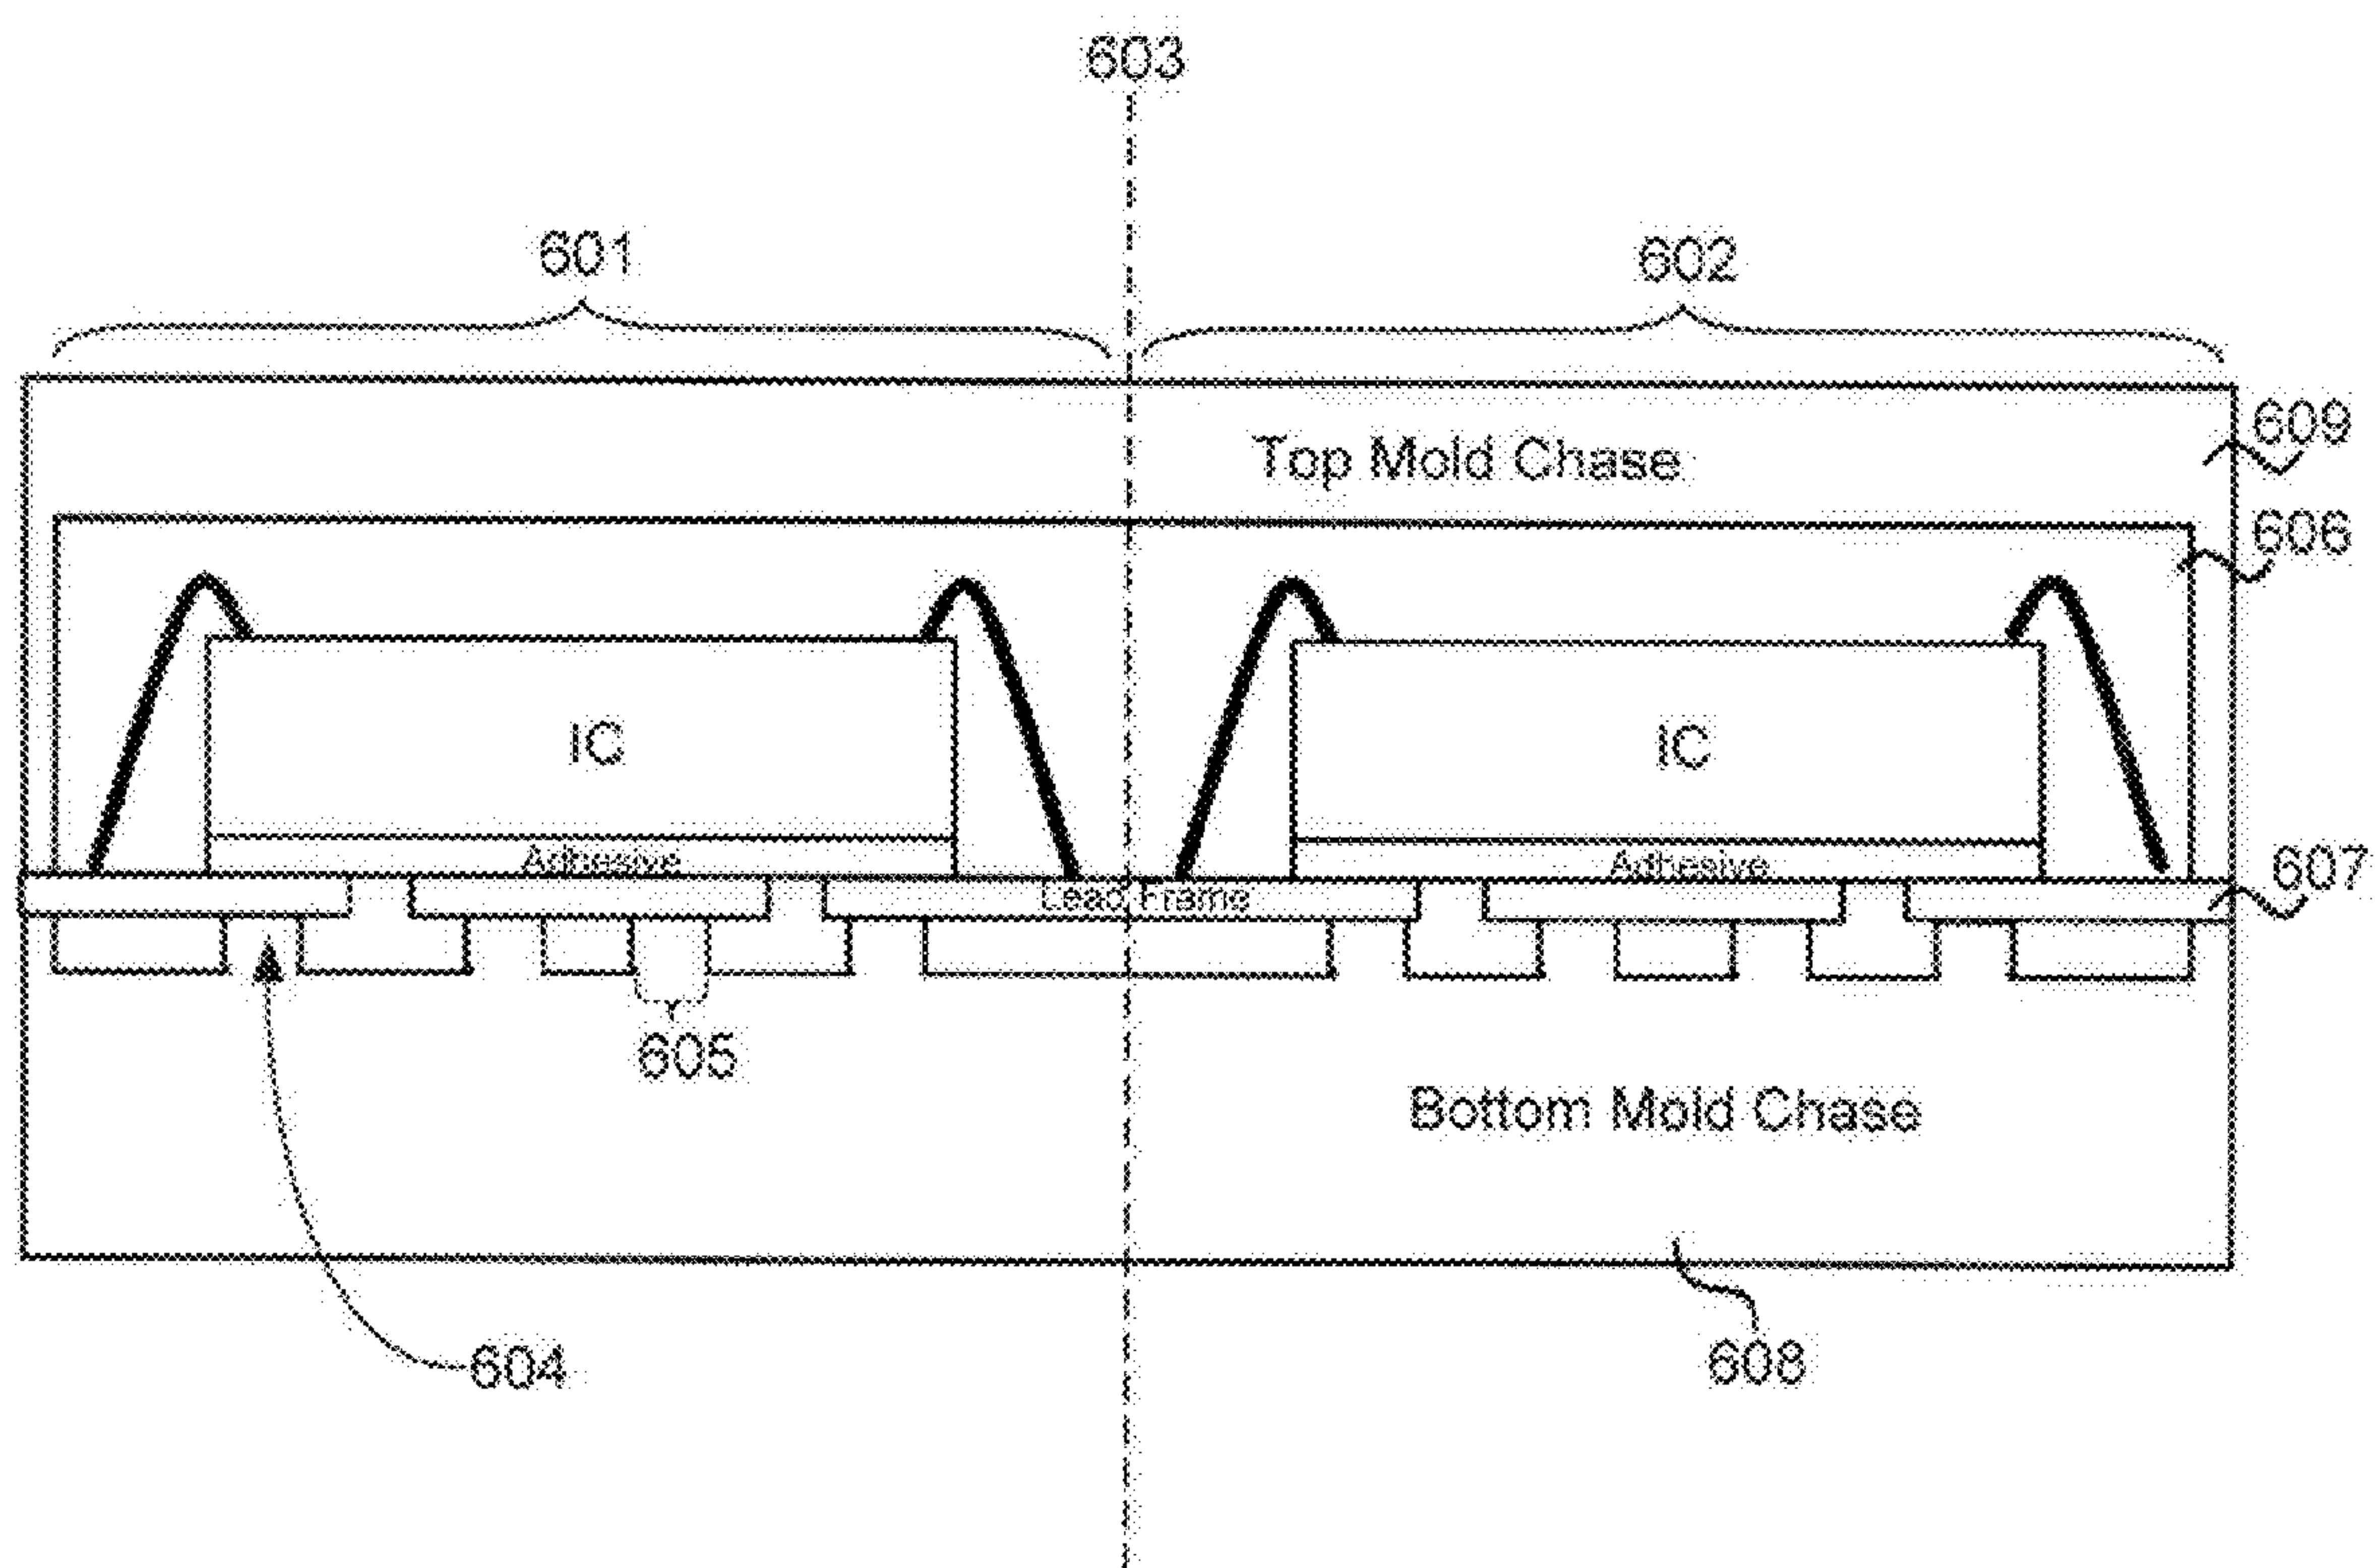 603
601
602
609
Top Mold Chase
606
IC
IC
Adhesive
Adhesive
607
Lead Frame
605
Bottom Mold Chase
604
608